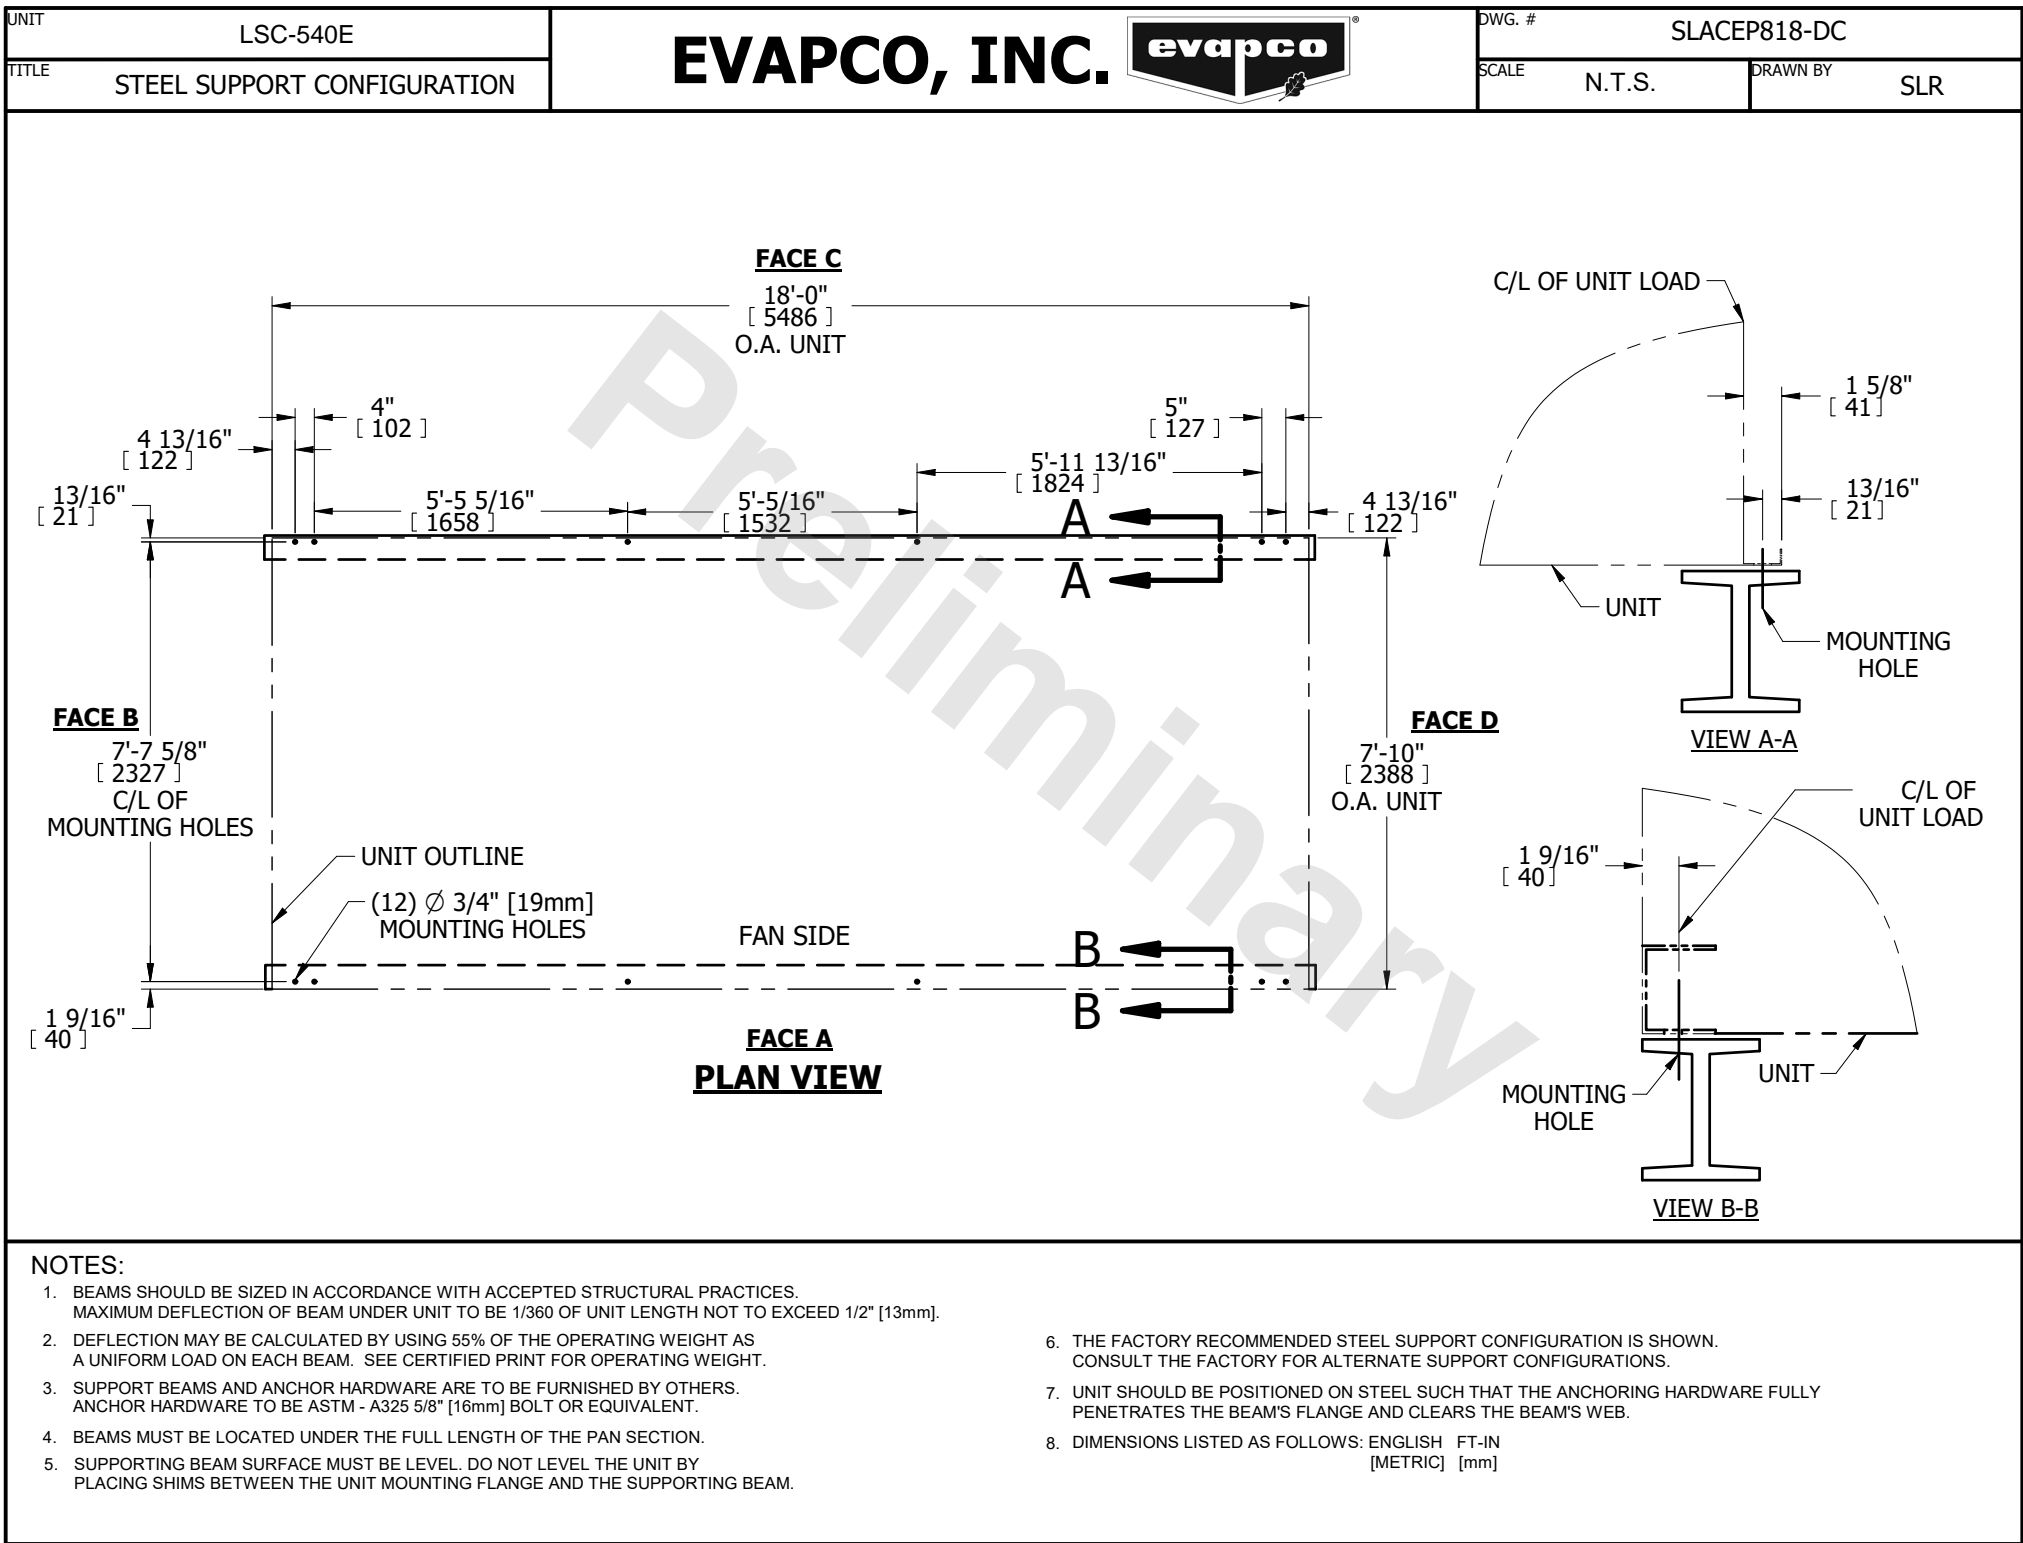 UNIT
LSC-540E
TITLE
STEEL SUPPORT CONFIGURATION
EVAPCO, INC.
evapco
®
DWG. #
SLACEP818-DC
SCALE
N.T.S.
DRAWN BY
SLR
FACE C
18'-0"
[ 5486 ]
O.A. UNIT
4"
[ 102 ]
5"
[ 127 ]
4 13/16"
[ 122 ]
5'-11 13/16"
[ 1824 ]
13/16"
[ 21 ]
5'-5 5/16"
[ 1658 ]
5'-5/16"
[ 1532 ]
4 13/16"
[ 122 ]
A
A
FACE B
7'-7 5/8"
[ 2327 ]
C/L OF
MOUNTING HOLES
FACE D
7'-10"
[ 2388 ]
O.A. UNIT
UNIT OUTLINE
(12) Ø 3/4" [19mm]
MOUNTING HOLES
FAN SIDE
B
B
1 9/16"
[ 40 ]
FACE A
PLAN VIEW
Preliminary
C/L OF UNIT LOAD
1 5/8"
[ 41 ]
13/16"
[ 21 ]
UNIT
MOUNTING
HOLE
VIEW A-A
C/L OF
UNIT LOAD
1 9/16"
[ 40 ]
UNIT
MOUNTING
HOLE
VIEW B-B
NOTES:
1. BEAMS SHOULD BE SIZED IN ACCORDANCE WITH ACCEPTED STRUCTURAL PRACTICES.
MAXIMUM DEFLECTION OF BEAM UNDER UNIT TO BE 1/360 OF UNIT LENGTH NOT TO EXCEED 1/2" [13mm].
2. DEFLECTION MAY BE CALCULATED BY USING 55% OF THE OPERATING WEIGHT AS
A UNIFORM LOAD ON EACH BEAM. SEE CERTIFIED PRINT FOR OPERATING WEIGHT.
3. SUPPORT BEAMS AND ANCHOR HARDWARE ARE TO BE FURNISHED BY OTHERS.
ANCHOR HARDWARE TO BE ASTM - A325 5/8" [16mm] BOLT OR EQUIVALENT.
4. BEAMS MUST BE LOCATED UNDER THE FULL LENGTH OF THE PAN SECTION.
5. SUPPORTING BEAM SURFACE MUST BE LEVEL. DO NOT LEVEL THE UNIT BY
PLACING SHIMS BETWEEN THE UNIT MOUNTING FLANGE AND THE SUPPORTING BEAM.
6. THE FACTORY RECOMMENDED STEEL SUPPORT CONFIGURATION IS SHOWN.
CONSULT THE FACTORY FOR ALTERNATE SUPPORT CONFIGURATIONS.
7. UNIT SHOULD BE POSITIONED ON STEEL SUCH THAT THE ANCHORING HARDWARE FULLY
PENETRATES THE BEAM'S FLANGE AND CLEARS THE BEAM'S WEB.
8. DIMENSIONS LISTED AS FOLLOWS: ENGLISH FT-IN
[METRIC] [mm]